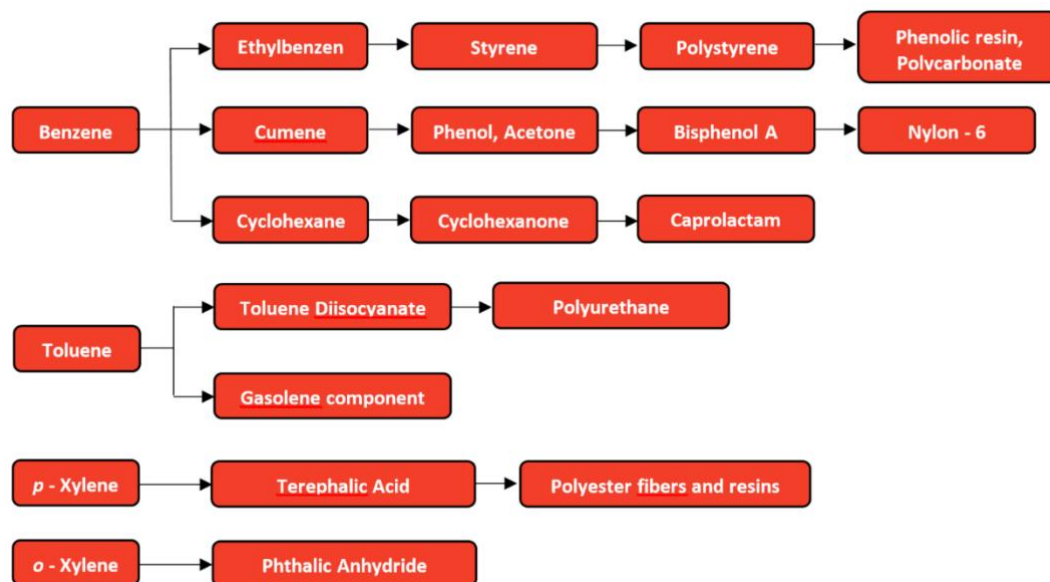 Ethylbenzen
Styrene
Polystyrene
Phenolic resin,
Polvcarbonate
Benzene
Cumene
Phenol, Acetone
Bisphenol A
Nylon - 6
Cyclohexane
Cyclohexanone
Caprolactam
Toluene Diisocyanate
Polyurethane
Toluene
Gasolene component
p - Xylene
Terephalic Acid
Polyester fibers and resins
o - Xylene
Phthalic Anhydride